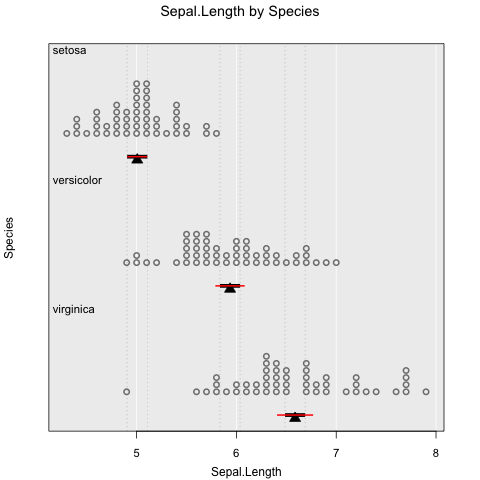 Sepal.Length by Species
setosa
versicolor
virginica
Species
5 6 7 8
Sepal.Length